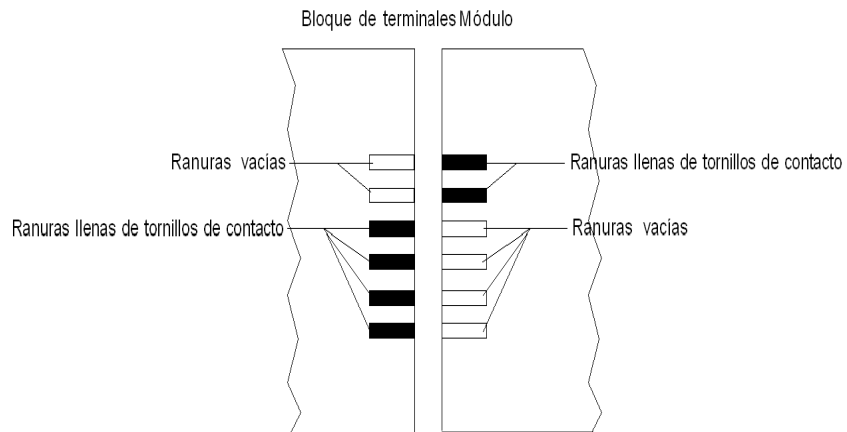 Bloque de terminales Módulo
Ranuras vacías
Ranuras llenas de tornillos de contacto
Ranuras llenas de tornillos de contacto
Ranuras vacías